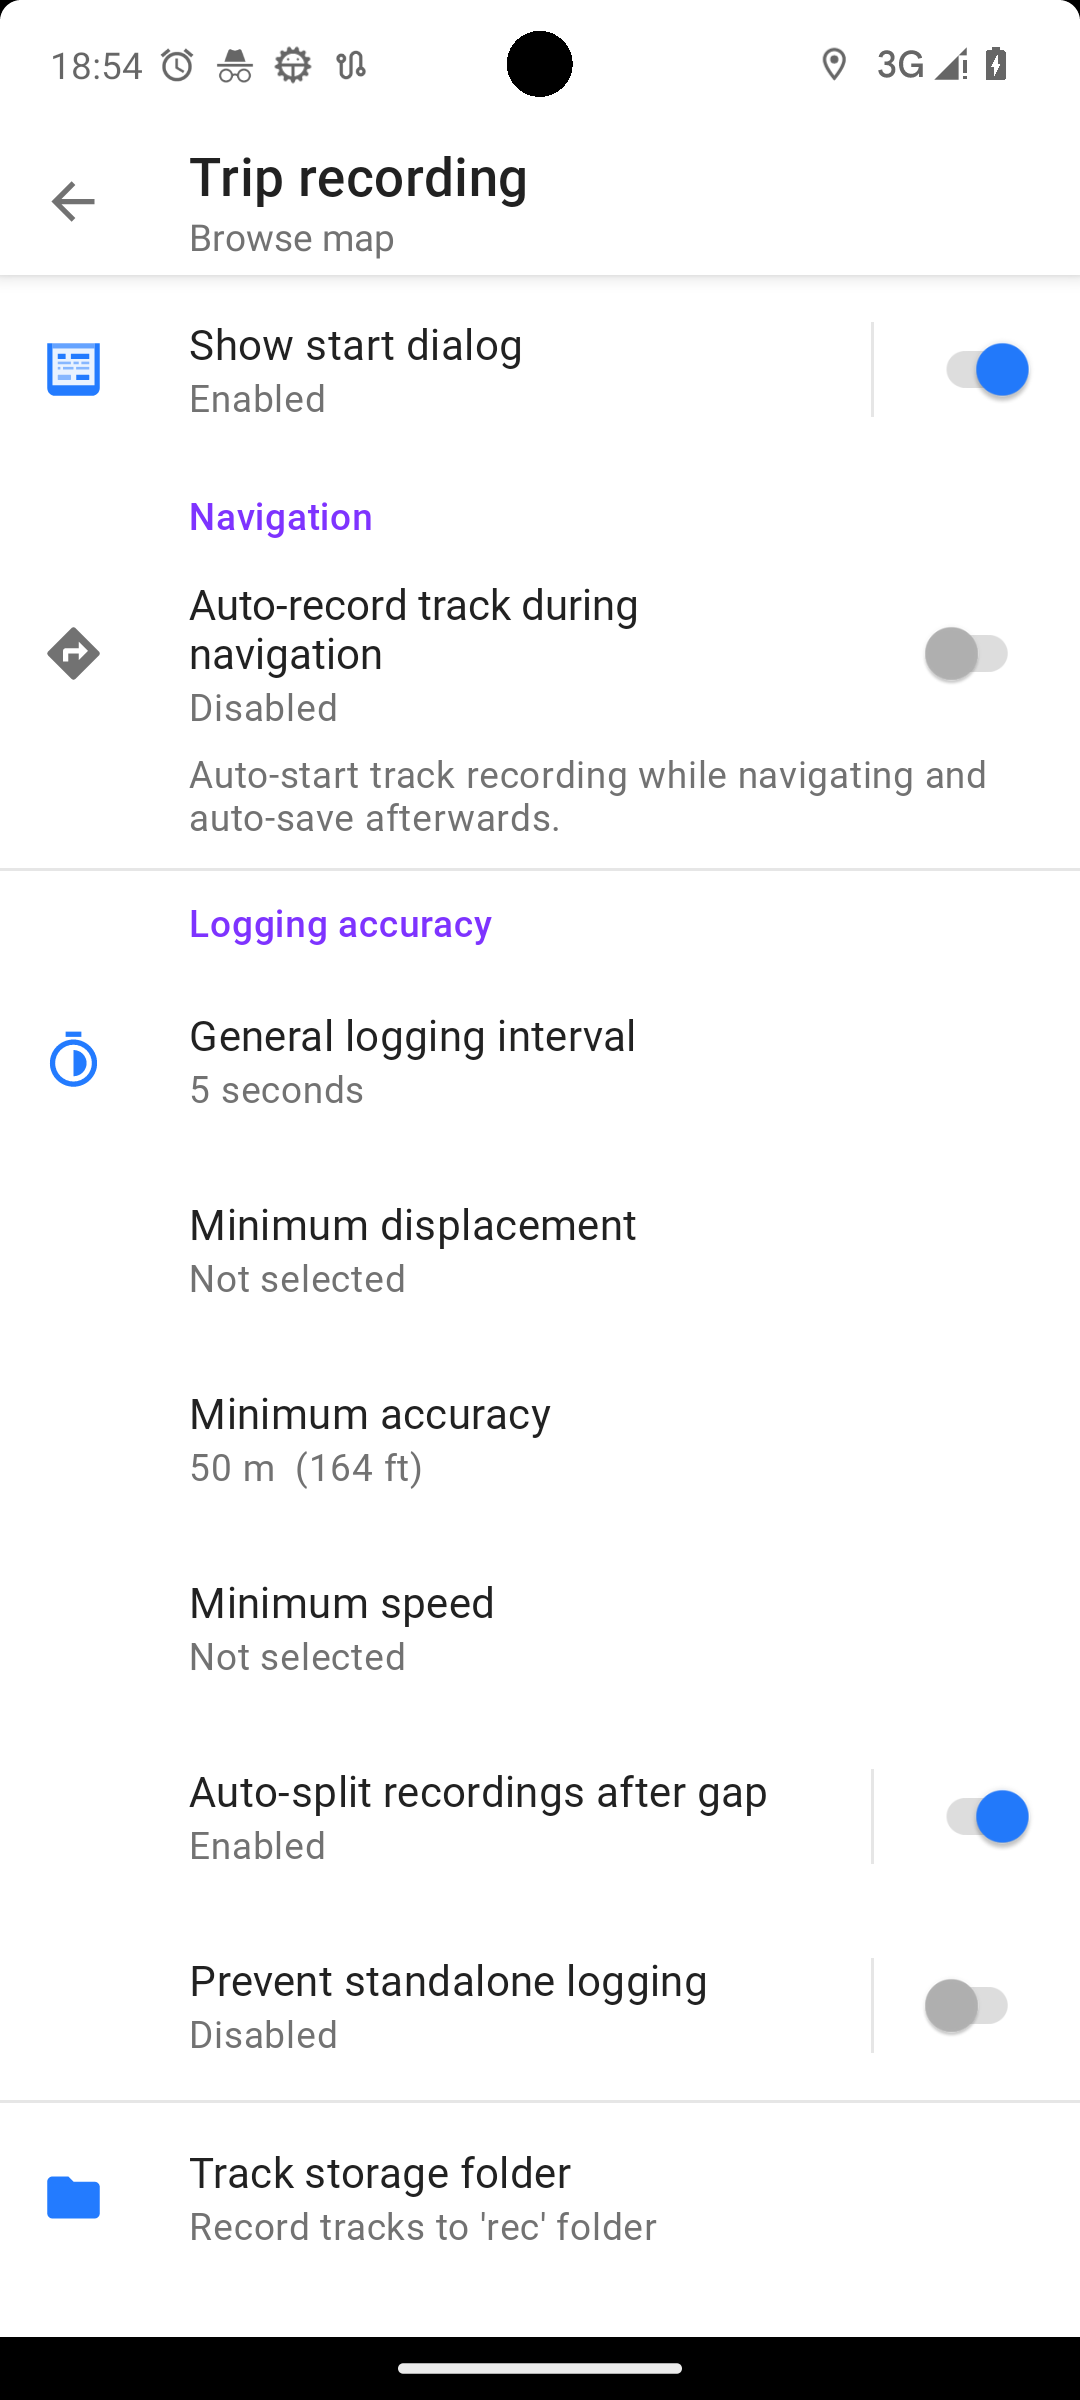 18:54
3G
Trip recording
Browse map
Show start dialog
Enabled
Navigation
Auto-record track during
navigation
Disabled
Auto-start track recording while navigating and
auto-save afterwards.
Logging accuracy
General logging interval
5 seconds
Minimum displacement
Not selected
Minimum accuracy
50 m  (164 ft)
Minimum speed
Not selected
Auto-split recordings after gap
Enabled
Prevent standalone logging
Disabled
Track storage folder
Record tracks to 'rec' folder